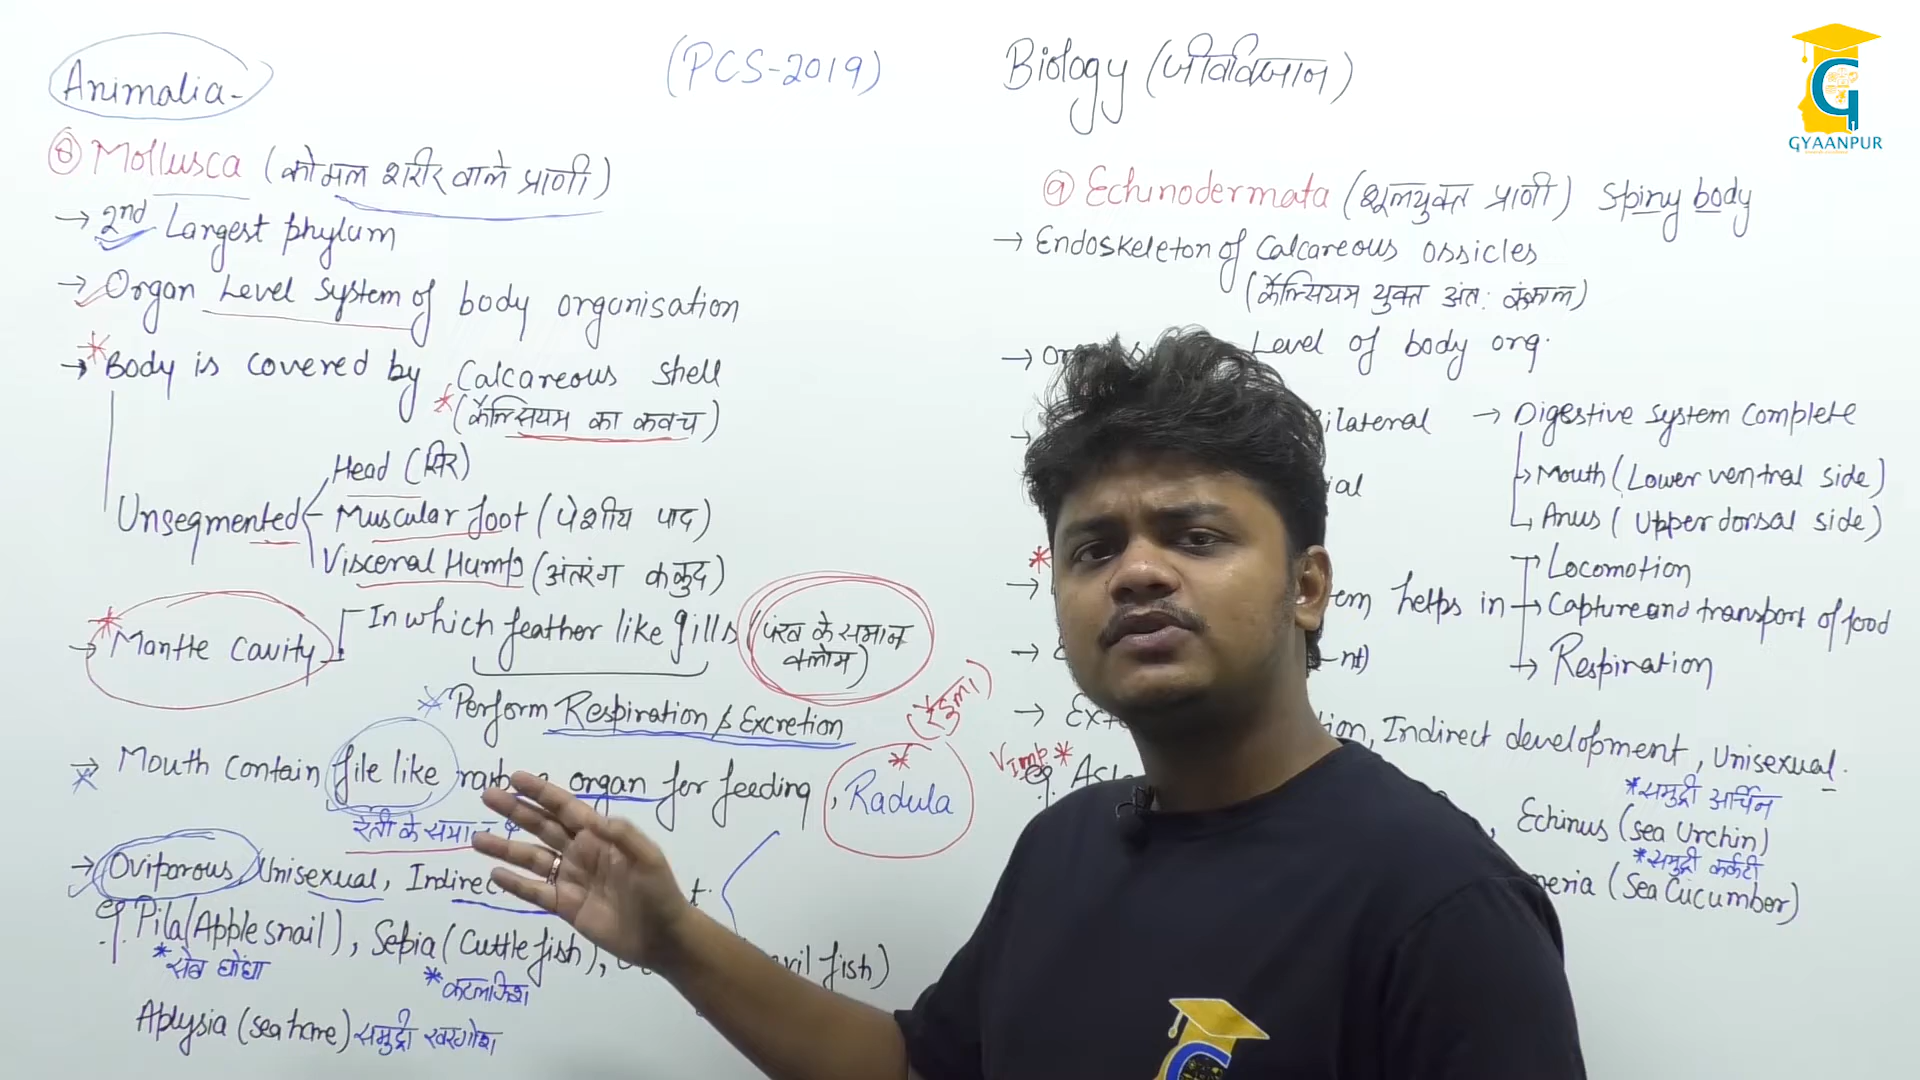 Animalia-
(PCS-2019)
Biology (जीवविज्ञान)
GYAANPUR
⑧ Mollusca (कोमल शरीर वाले प्राणी)
→ 2nd Largest phylum
→ Organ Level System of body organisation
→ Body is covered by Calcareous shell
(कैल्सियम का कवच)
Unsegmented
Head (सिर)
Muscular foot (पेशीय पाद)
Visceral Hump (अंतरंग ककुद)
→ Mantle cavity
In which feather like gills (पंख के समान
क्लोम)
Perform Respiration & Excretion
→ Mouth contain file like organ for feeding, Radula
रेती के समान
→ Oviparous, Unisexual,
eg. Pila (Apple snail), Sepia (Cuttle fish), fish)
सेब घोंघा
कटलफिश
Aplysia (sea hare) समुद्री खरगोश
⑨ Echinodermata (शूलयुक्त प्राणी) Spiny body
→ Endoskeleton of Calcareous ossicles
(कैल्सियम युक्त अंतः कंकाल)
→ Level of body org.
→ Digestive system complete
Mouth (Lower ventral side)
Anus (Upper dorsal side)
helps in
Locomotion
Capture and transport of food
Respiration
→ Indirect development, Unisexual.
Vimp
eg.
समुद्री अर्चिन
Echinus (Sea Urchin)
समुद्री कर्कटी
(Sea Cucumber)